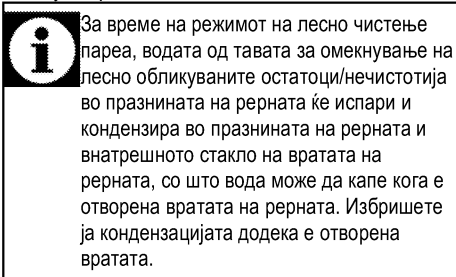 За време на режимот на лесно чистење
пареа, водата од тавата за омекнување на
лесно обликуваните остатоци/нечистотија
во празнината на рерната ќе испари и
кондензира во празнината на рерната и
внатрешното стакло на вратата на
рерната, со што вода може да капе кога е
отворена вратата на рерната. Избришете
ја кондензацијата додека е отворена
вратата.